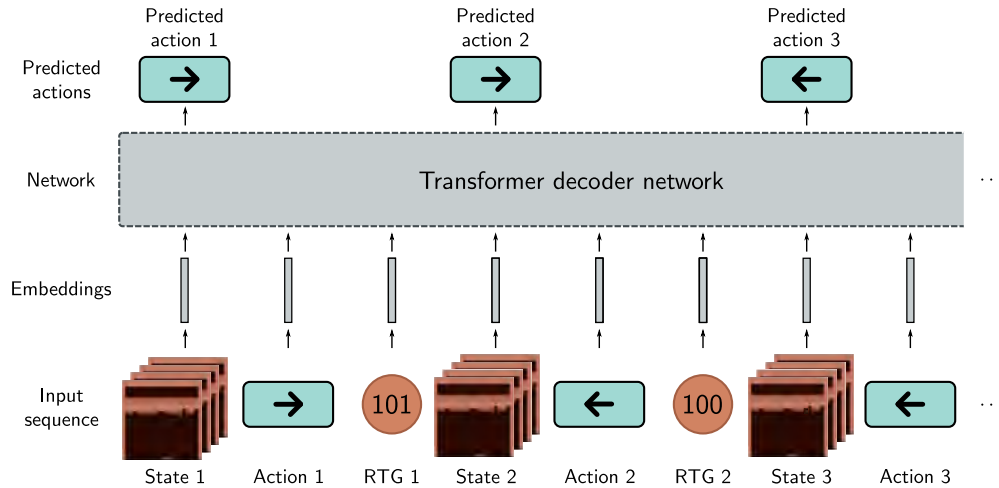 Predicted
action 1
Predicted
action 2
Predicted
action 3
Predicted
actions
Network
Transformer decoder network
...
Embeddings
Input
sequence
101
100
...
State 1
Action 1
RTG 1
State 2
Action 2
RTG 2
State 3
Action 3